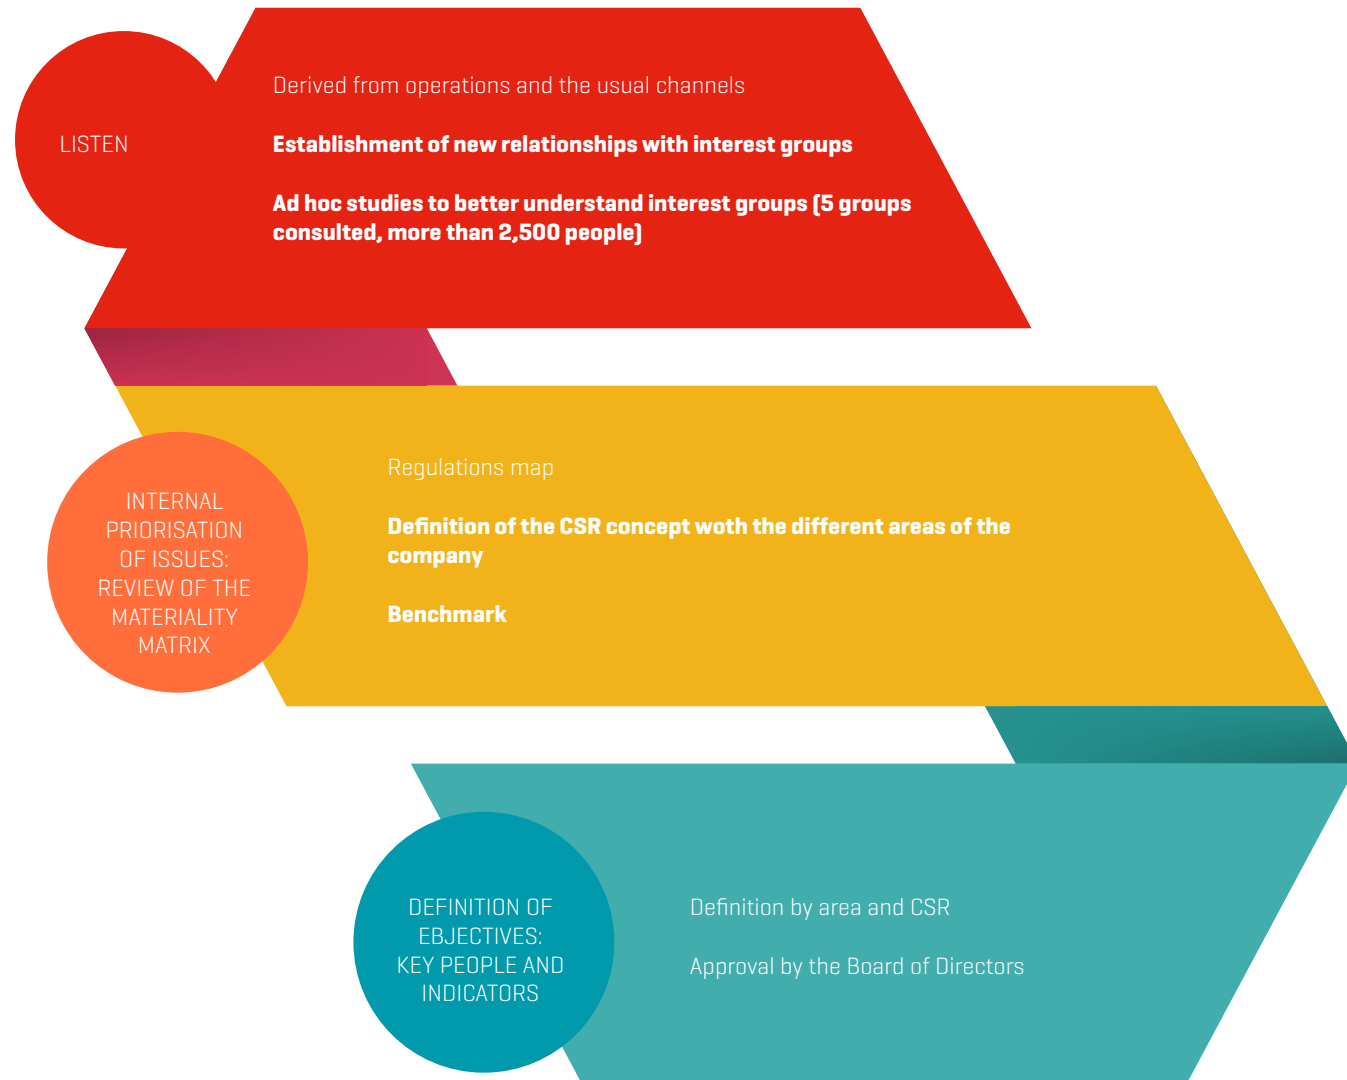 LISTEN
Derived from operations and the usual channels
Establishment of new relationships with interest groups
Ad hoc studies to better understand interest groups (5 groups
consulted, more than 2,500 people)
INTERNAL
PRIORISATION
OF ISSUES:
REVIEW OF THE
MATERIALITY
MATRIX
Regulations map
Definition of the CSR concept woth the different areas of the
company
Benchmark
DEFINITION OF
EBJECTIVES:
KEY PEOPLE AND
INDICATORS
Definition by area and CSR
Approval by the Board of Directors